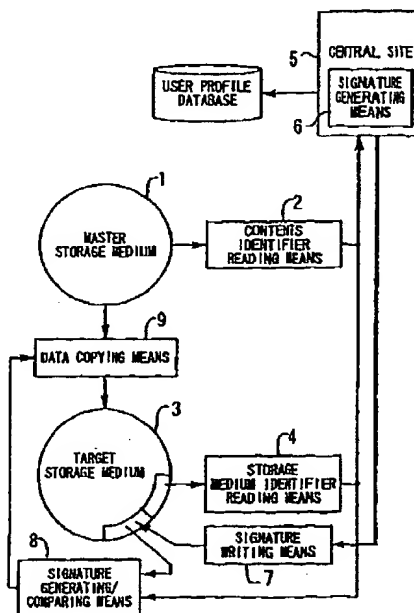 5
CENTRAL SITE
USER PROFILE
DATABASE
SIGNATURE
GENERATING
MEANS
6
1
MASTER
STORAGE MEDIUM
2
CONTENTS
IDENTIFIER
READING MEANS
9
DATA COPYING MEANS
3
TARGET
STORAGE MEDIUM
4
STORAGE
MEDIUM IDENTIFIER
READING MEANS
8
SIGNATURE
WRITING MEANS
7
SIGNATURE
GENERATING/
COMPARING MEANS